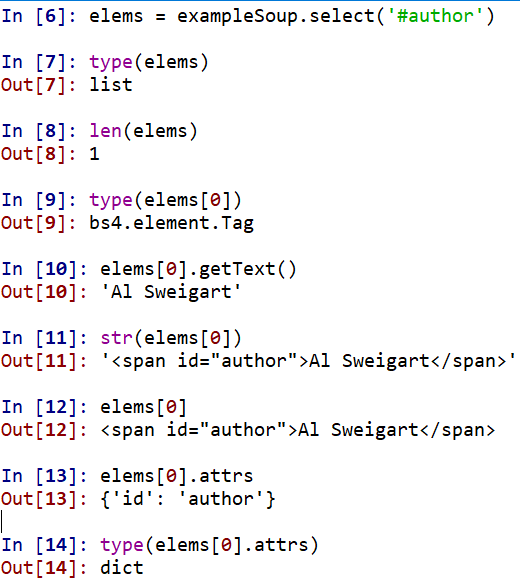 In [6]: elems = exampleSoup.select('#author')
In [7]: type(elems)
Out[7]: list
In [8]: len(elems)
Out[8]: 1
In [9]: type(elems[0])
Out[9]: bs4.element.Tag
In [10]: elems[0].getText()
Out[10]: 'Al Sweigart'
In [11]: str(elems[0])
Out[11]: '<span id="author">Al Sweigart</span>'
In [12]: elems[0]
Out[12]: <span id="author">Al Sweigart</span>
In [13]: elems[0].attrs
Out[13]: {'id': 'author'}
In [14]: type(elems[0].attrs)
Out[14]: dict